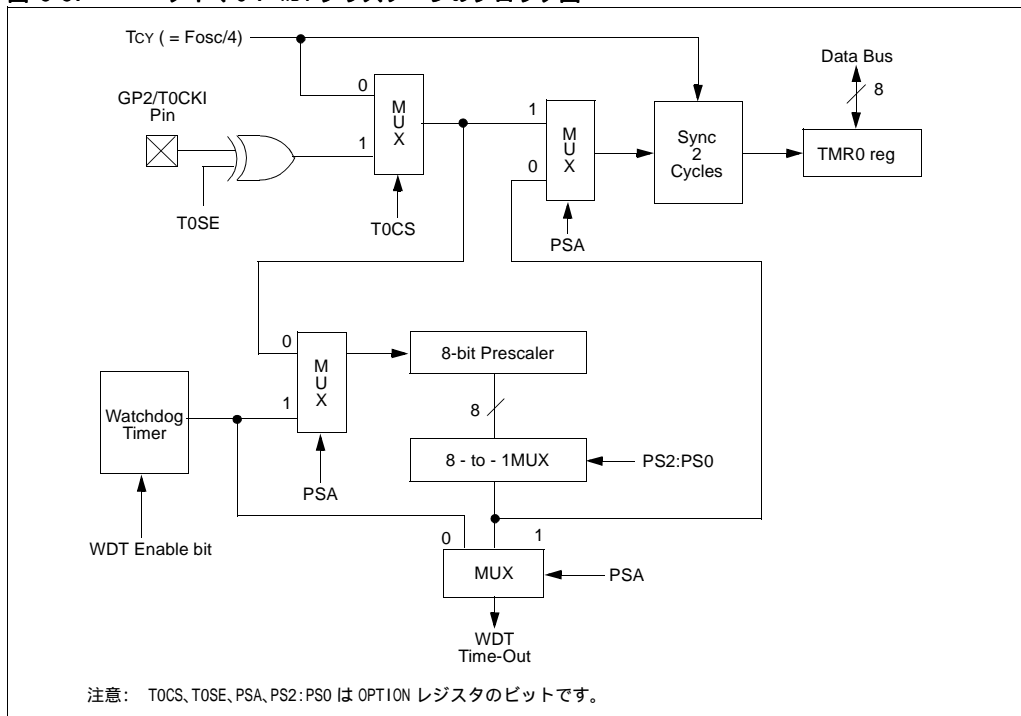 TCY ( = Fosc/4)
Data Bus
8
GP2/T0CKI
Pin
0
1
MUX
T0SE
T0CS
1
0
MUX
PSA
Sync
2
Cycles
TMR0 reg
0
1
MUX
PSA
Watchdog
Timer
WDT Enable bit
8-bit Prescaler
8
8 - to - 1MUX
PS2:PS0
0
1
MUX
PSA
WDT
Time-Out
注意: T0CS、T0SE、PSA、PS2:PS0 は OPTION レジスタのビットです。